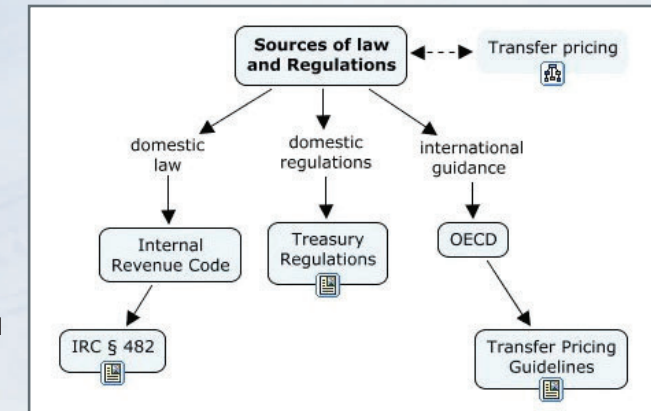 Sources of law
and Regulations
Transfer pricing
domestic
law
domestic
regulations
international
guidance
Internal
Revenue Code
Treasury
Regulations
OECD
IRC § 482
Transfer Pricing
Guidelines